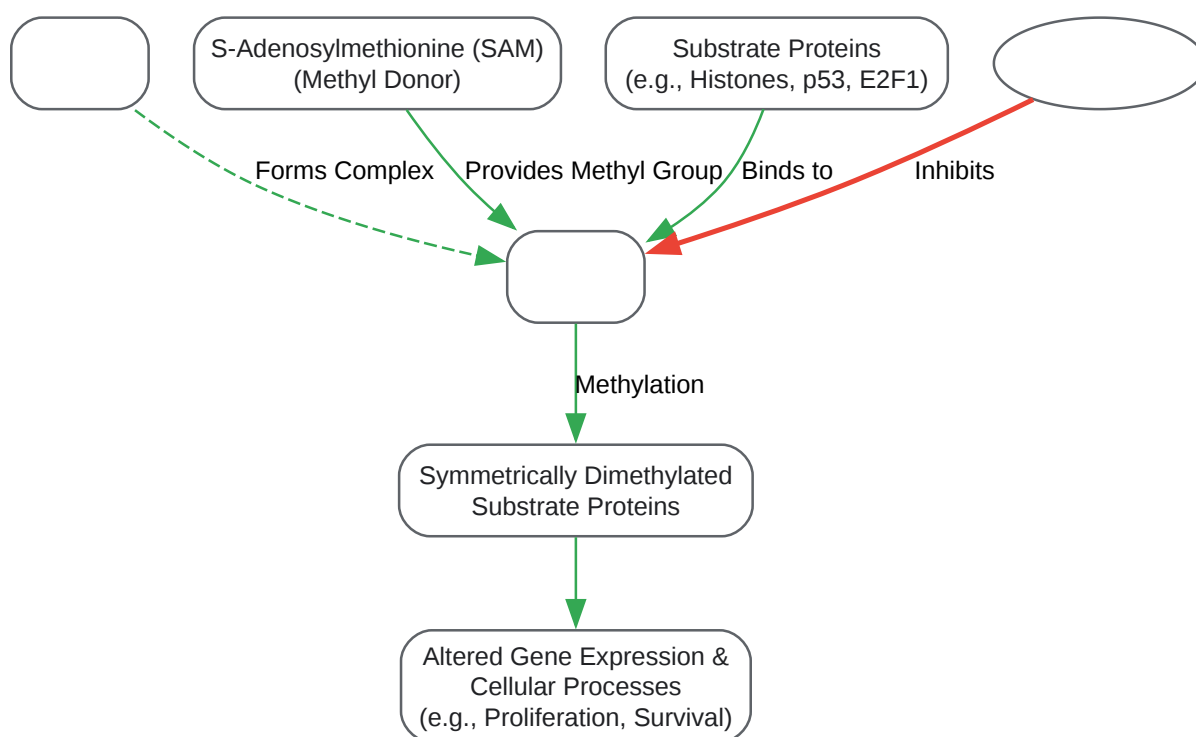 S-Adenosylmethionine (SAM)
(Methyl Donor)
Substrate Proteins
(e.g., Histones, p53, E2F1)
Forms Complex
Provides Methyl Group
Binds to
Inhibits
Methylation
Symmetrically Dimethylated
Substrate Proteins
Altered Gene Expression &
Cellular Processes
(e.g., Proliferation, Survival)